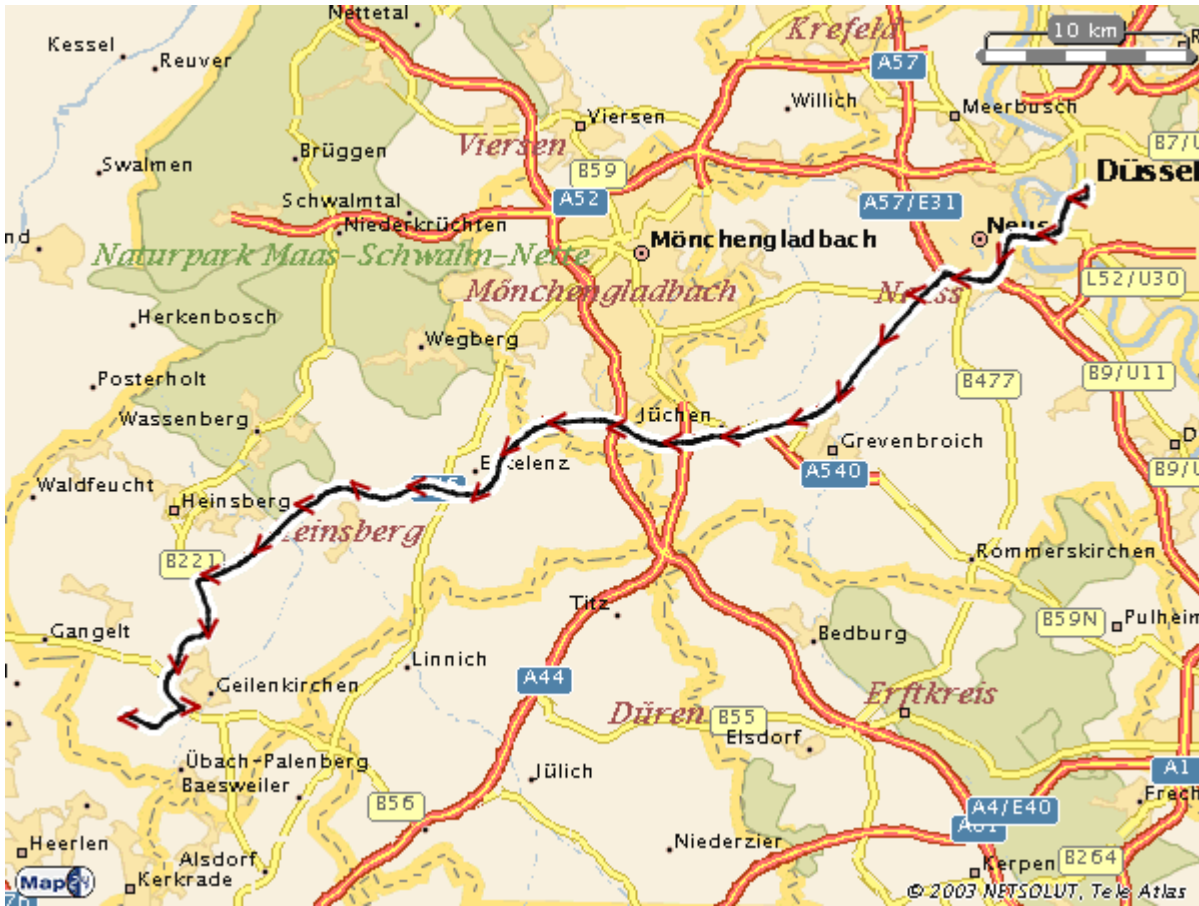 Nettetal
Krefeld
10 km
Kessel
Reuver
A57
Willich
Meerbusch
Viersen
Viersen
B7/U
Brüggen
B59
Swalmen
Düssel
Schwalmtal
A52
A57/E31
Niederkrüchten
Neus
Mönchengladbach
Naturpark Maas-Schwalm-Nette
L52/U30
Mönchengladbach
Herkenbosch
Wegberg
B9/U11
Posterholt
B477
Wassenberg
Jüchen
Grevenbroich
Erkelenz
A540
B9/U
Waldfeucht
Heinsberg
Heinsberg
B221
Rommerskirchen
Titz
B59N
Pulheim
Gangelt
Bedburg
Linnich
A44
Geilenkirchen
Erftkreis
Düren
B55
Elsdorf
Übach-Palenberg
Jülich
A1
Baesweiler
B56
Frech
A4/E40
A61
Heerlen
Niederzier
Alsdorf
Kerpen
B264
Map24
Kerkrade
© 2003 NETSOLUT, Tele Atlas